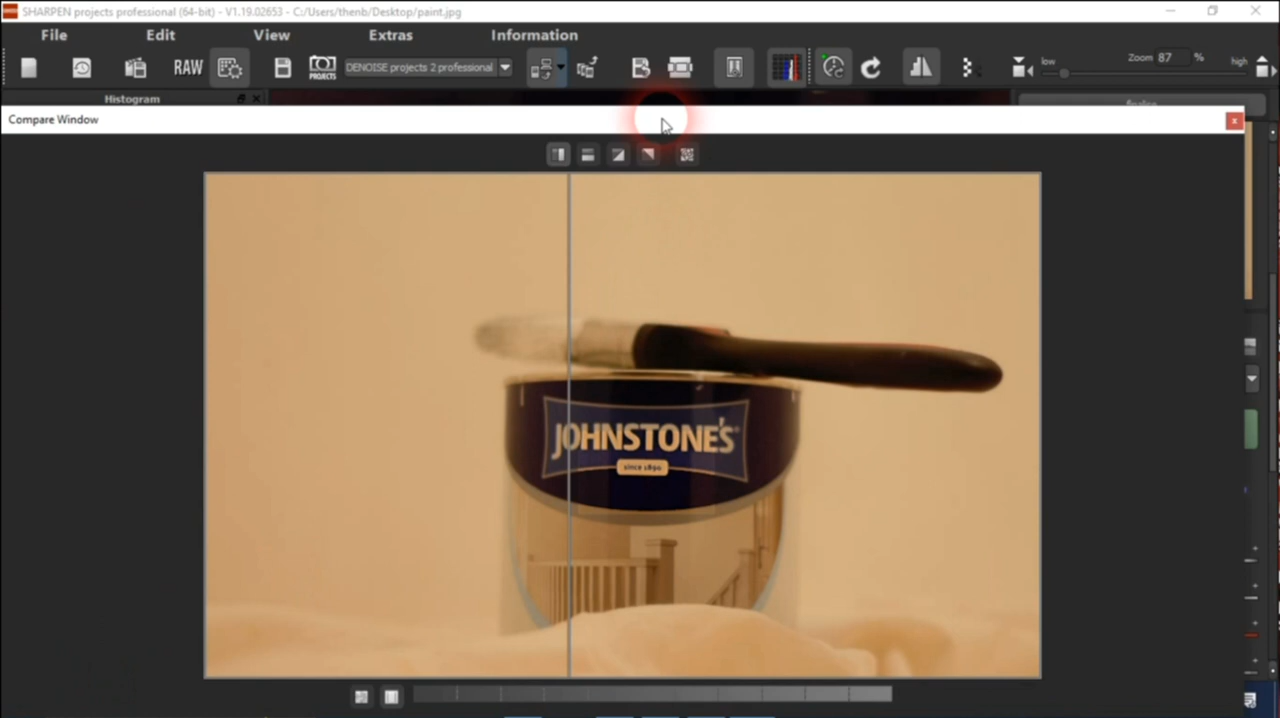 SHARPEN projects professional (64-bit) - V1.19.02653 - C:/Users/thenb/Desktop/paint.jpg
File Edit View Extras Information
RAW PROJECTS DENOISE projects 2 professional low Zoom 87 % high
Histogram
Compare Window
JOHNSTONE'S
since 1890